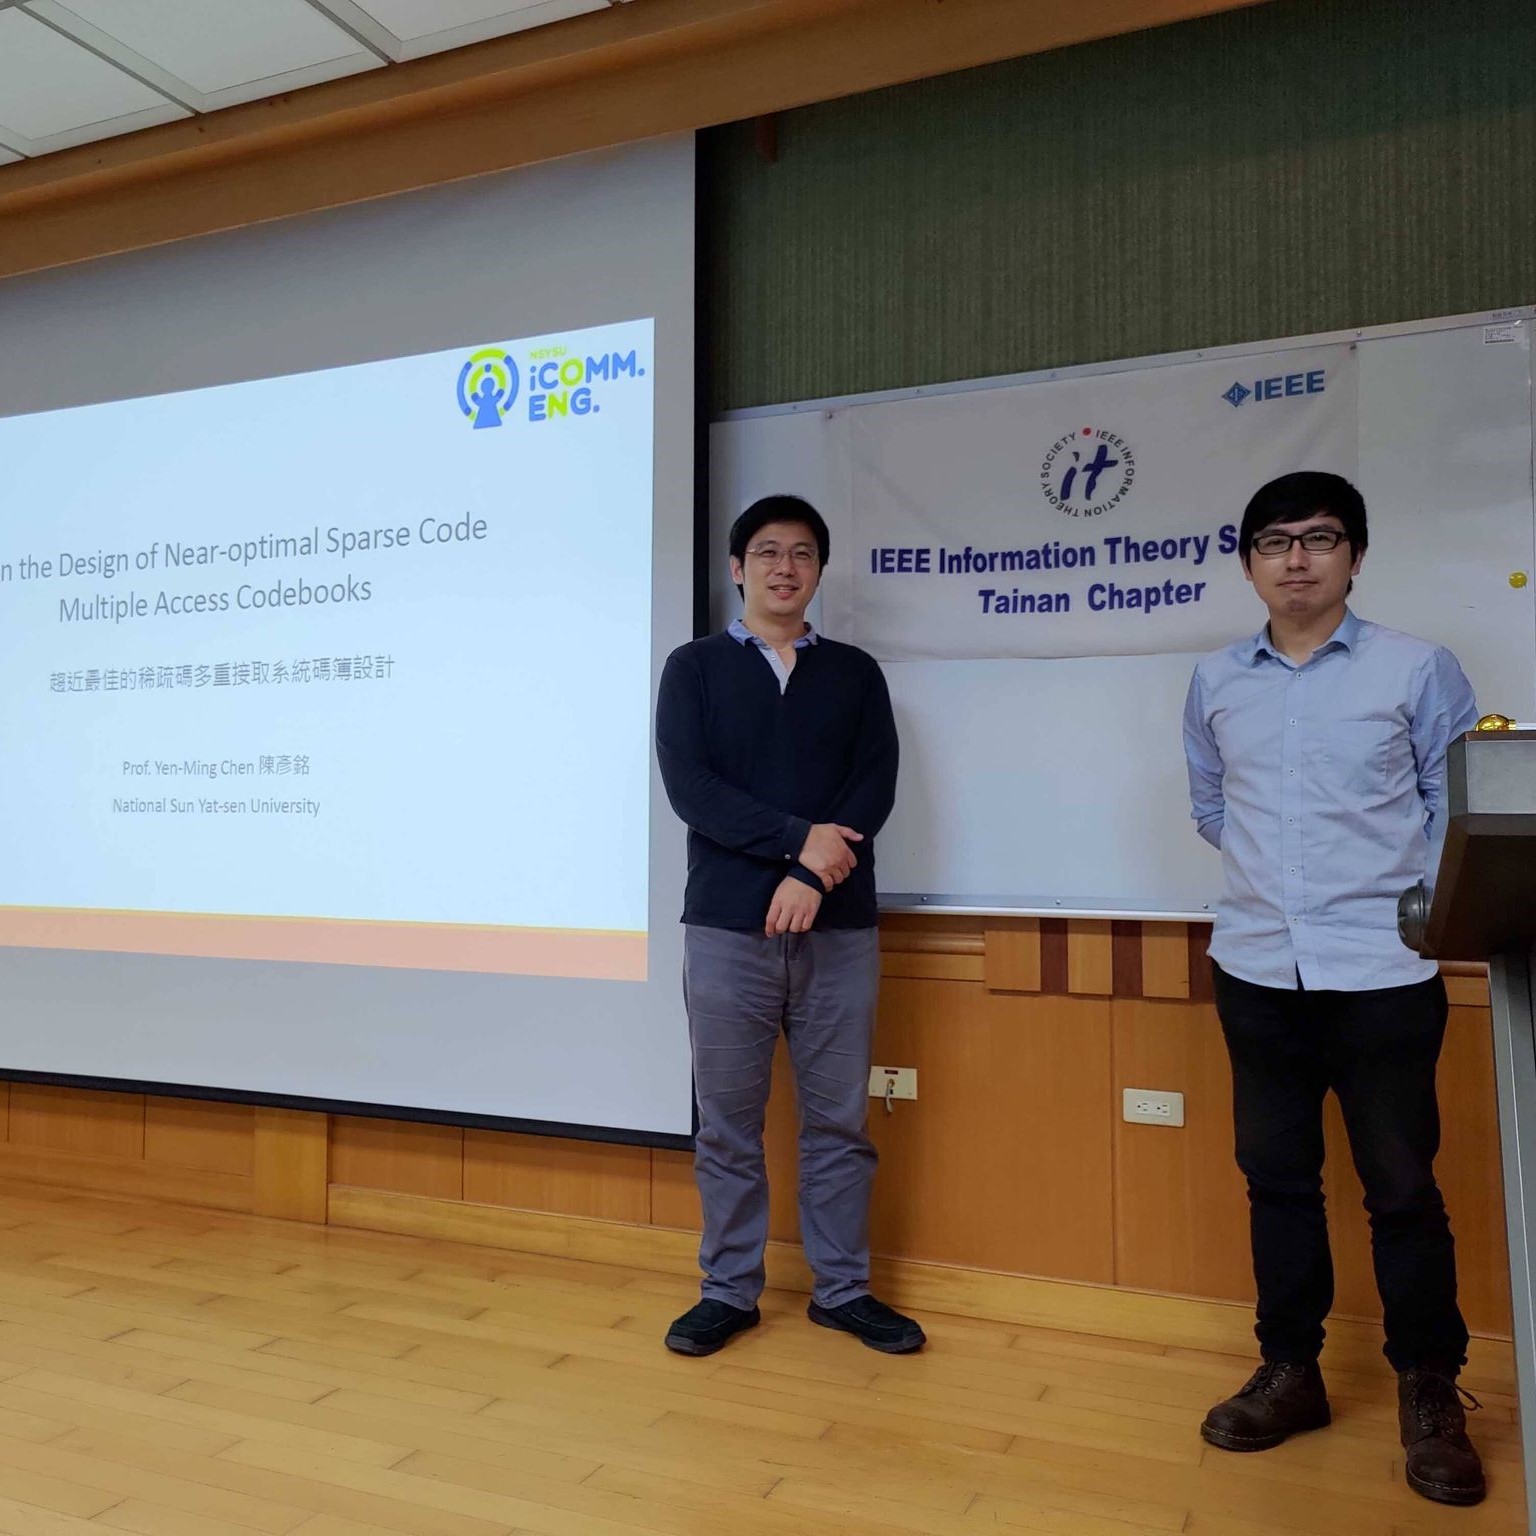 NSYSU
iCOMM.
ENG.
n the Design of Near-optimal Sparse Code
Multiple Access Codebooks
趨近最佳的稀疏碼多重接取系統碼簿設計
Prof. Yen-Ming Chen 陳彥銘
National Sun Yat-sen University
IEEE
IEEE INFORMATION THEORY SOCIETY
it
IEEE Information Theory S
Tainan Chapter